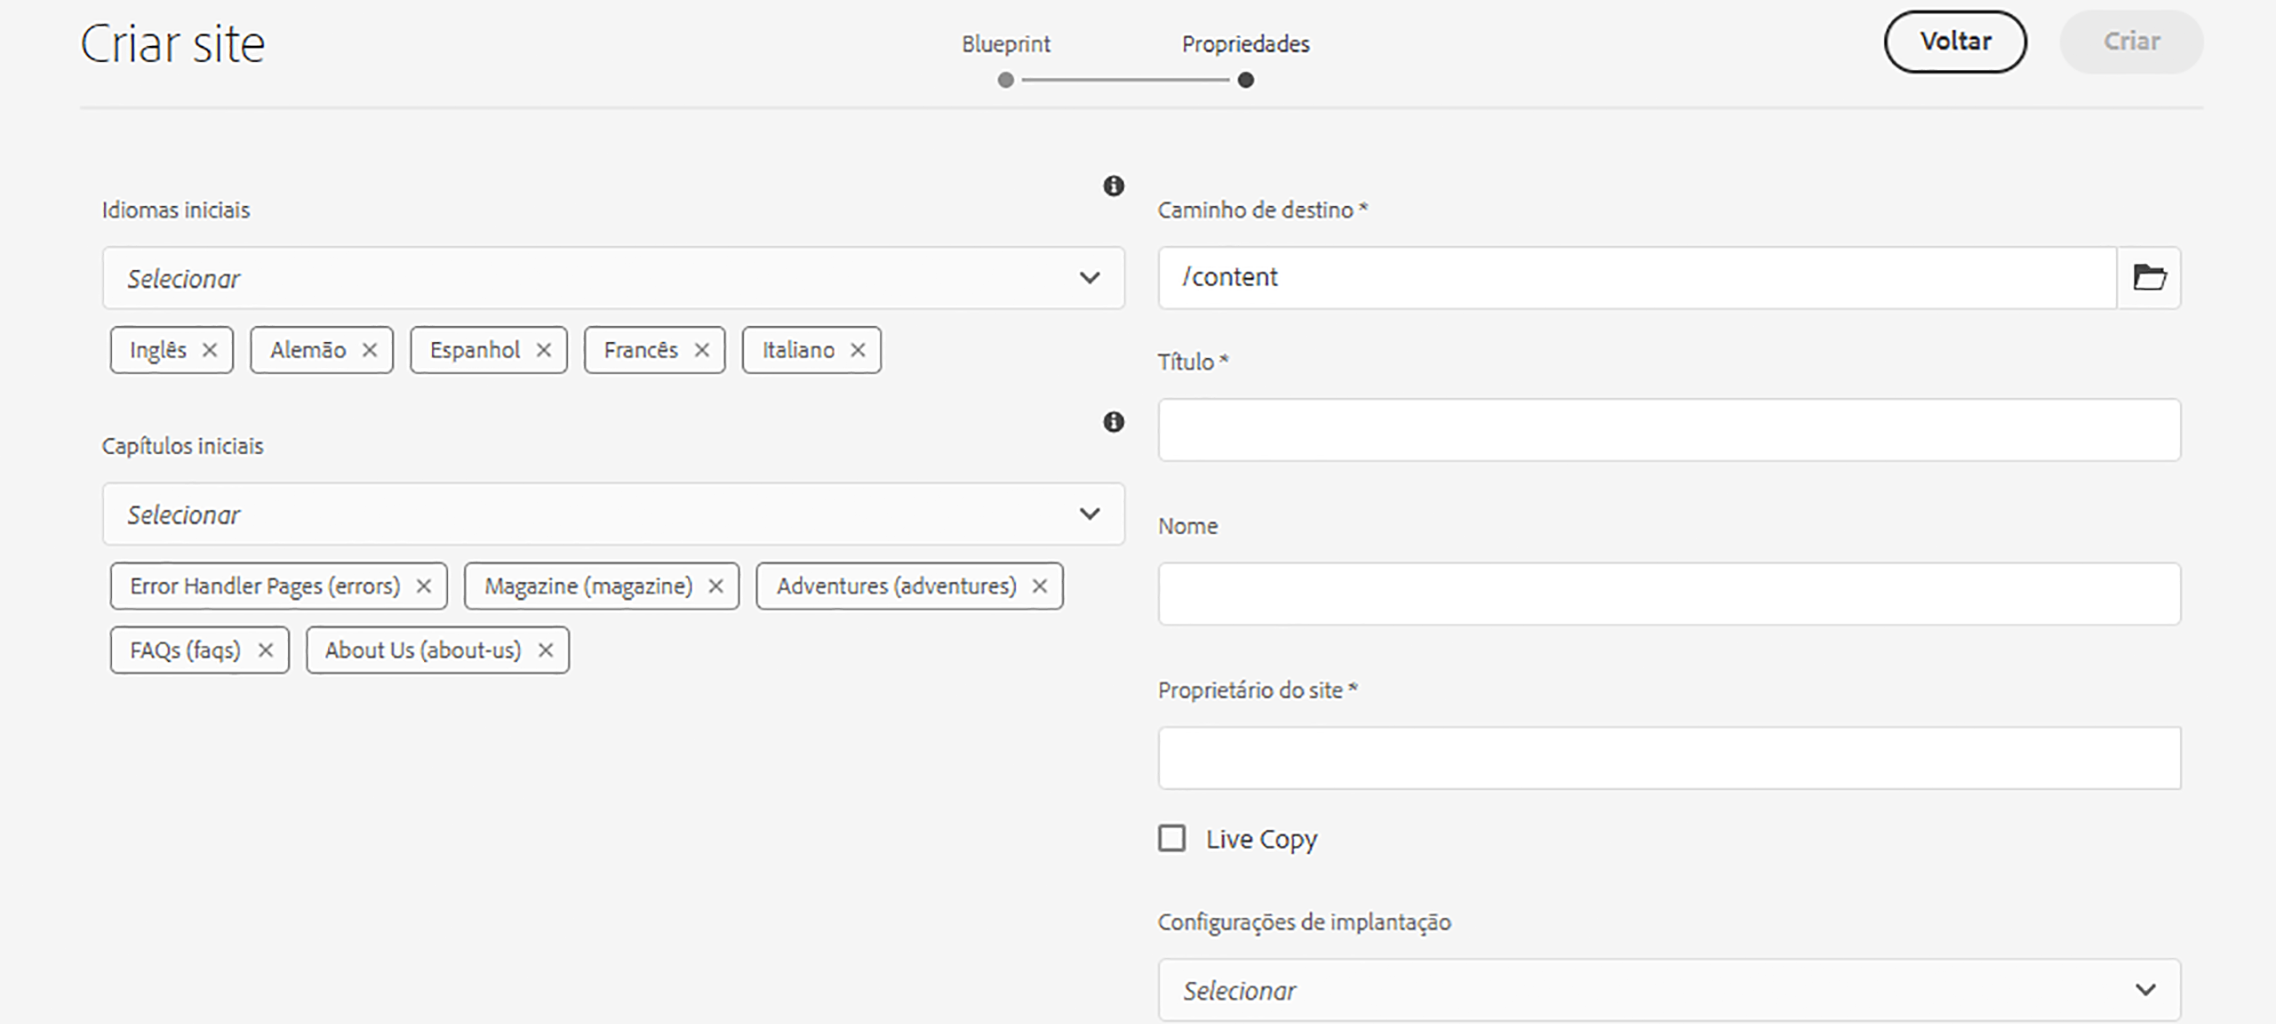 Criar site
Blueprint
Propriedades
Voltar
Criar
Idiomas iniciais
Selecionar
Inglês
Alemão
Espanhol
Francês
Italiano
Capítulos iniciais
Selecionar
Error Handler Pages (errors)
Magazine (magazine)
Adventures (adventures)
FAQs (faqs)
About Us (about-us)
Caminho de destino *
/content
Título *
Nome
Proprietário do site *
Live Copy
Configurações de implantação
Selecionar